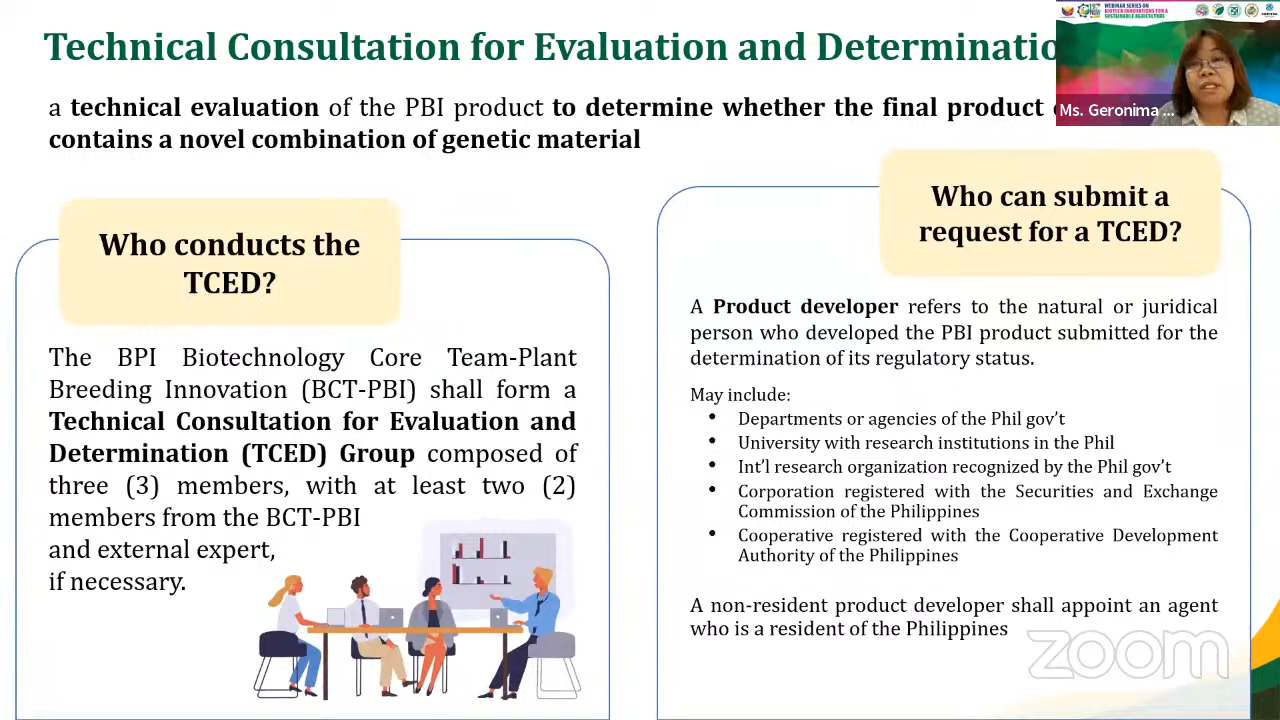 Technical Consultation for Evaluation and Determinatio
a technical evaluation of the PBI product to determine whether the final product
contains a novel combination of genetic material
WEBINAR SERIES ON
BIOTECH INNOVATIONS FOR A
SUSTAINABLE AGRICULTURE
Ms. Geronima ...
Who conducts the
TCED?
The BPI Biotechnology Core Team-Plant
Breeding Innovation (BCT-PBI) shall form a
Technical Consultation for Evaluation and
Determination (TCED) Group composed of
three (3) members, with at least two (2)
members from the BCT-PBI
and external expert,
if necessary.
Who can submit a
request for a TCED?
A Product developer refers to the natural or juridical
person who developed the PBI product submitted for the
determination of its regulatory status.
May include:
• Departments or agencies of the Phil gov't
• University with research institutions in the Phil
• Int'l research organization recognized by the Phil gov't
• Corporation registered with the Securities and Exchange
Commission of the Philippines
• Cooperative registered with the Cooperative Development
Authority of the Philippines
A non-resident product developer shall appoint an agent
who is a resident of the Philippines
zoom